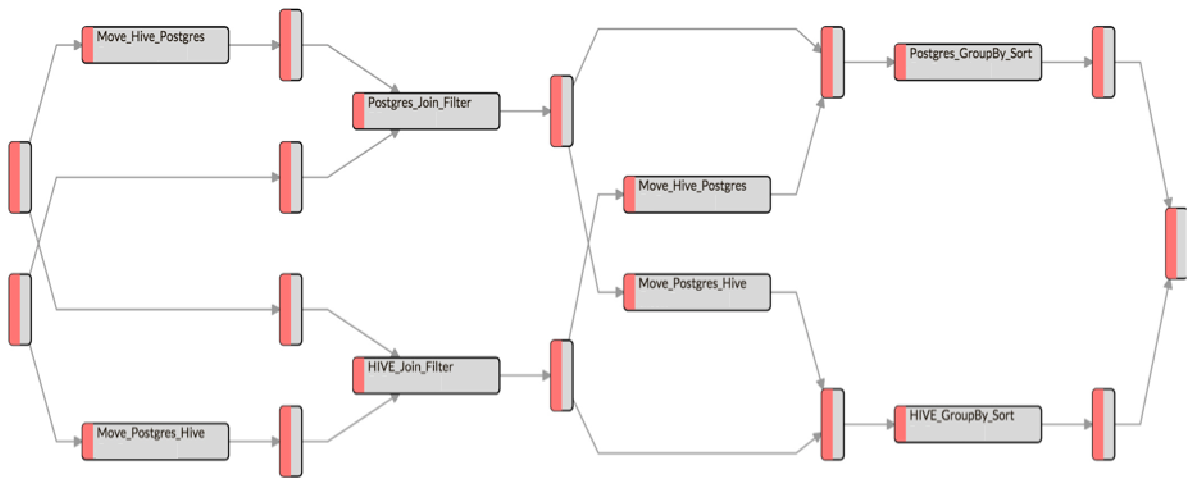 Move_Hive_Postgres
Postgres_GroupBy_Sort
Postgres_Join_Filter
Move_Hive_Postgres
Move_Postgres_Hive
HIVE_Join_Filter
HIVE_GroupBy_Sort
Move_Postgres_Hive